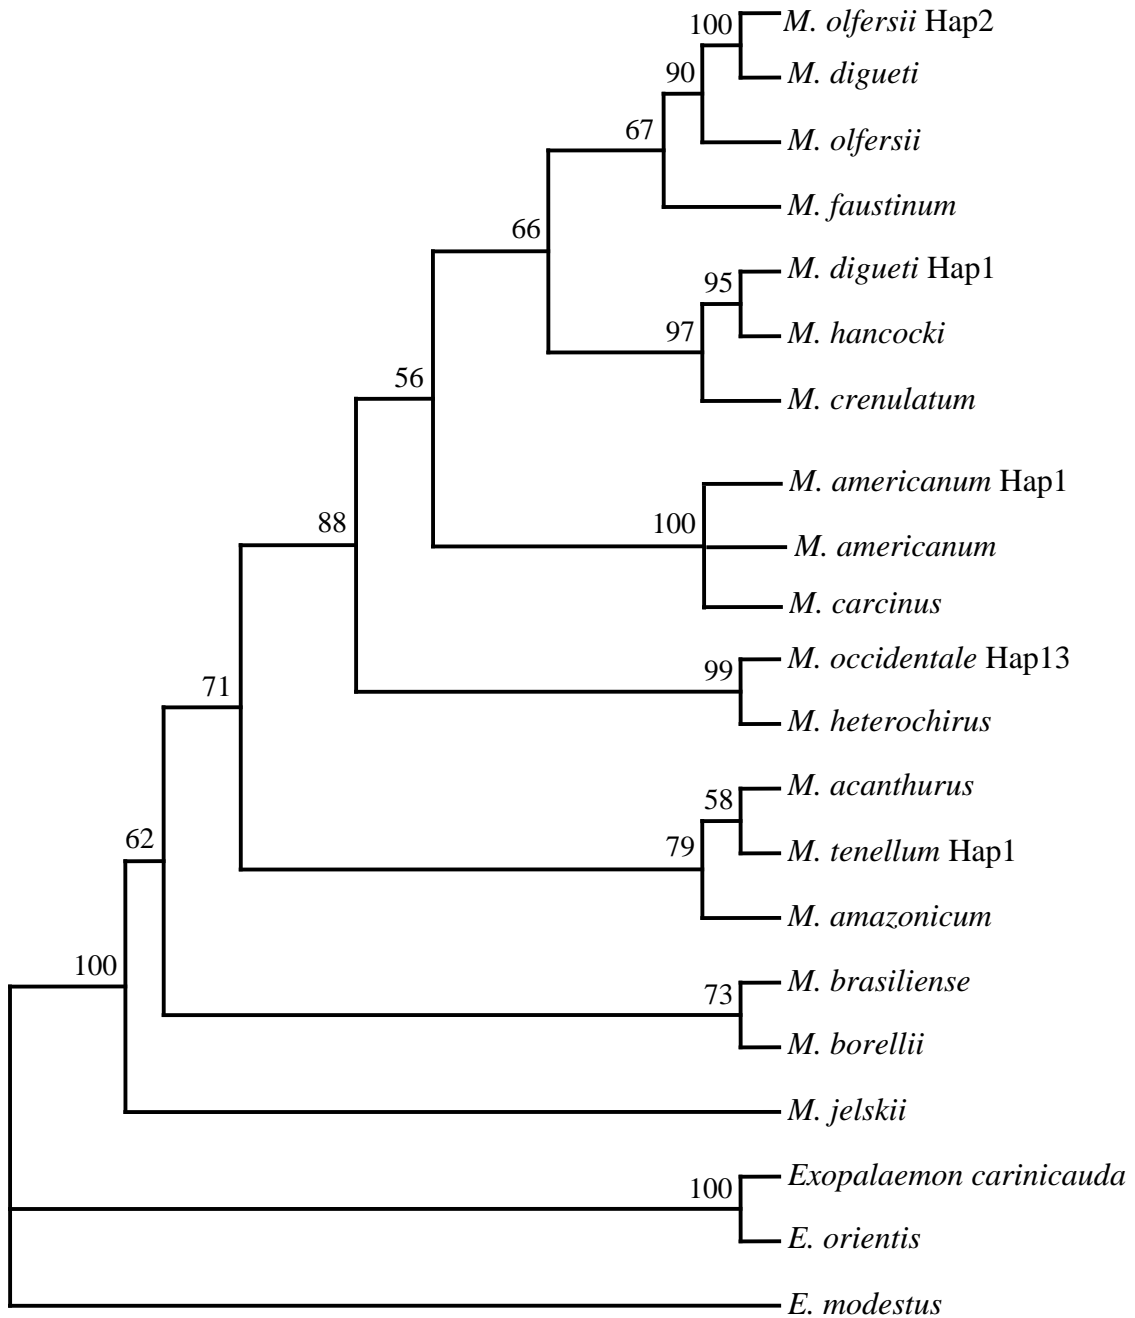 100
M. olfersii Hap2
90
M. digueti
67
M. olfersii
M. faustinum
66
M. digueti Hap1
95
97
M. hancocki
56
M. crenulatum
M. americanum Hap1
88
100
M. americanum
M. carcinus
M. occidentale Hap13
99
71
M. heterochirus
M. acanthurus
58
62
79
M. tenellum Hap1
M. amazonicum
100
M. brasiliense
73
M. borellii
M. jelskii
Exopalaemon carinicauda
100
E. orientis
E. modestus